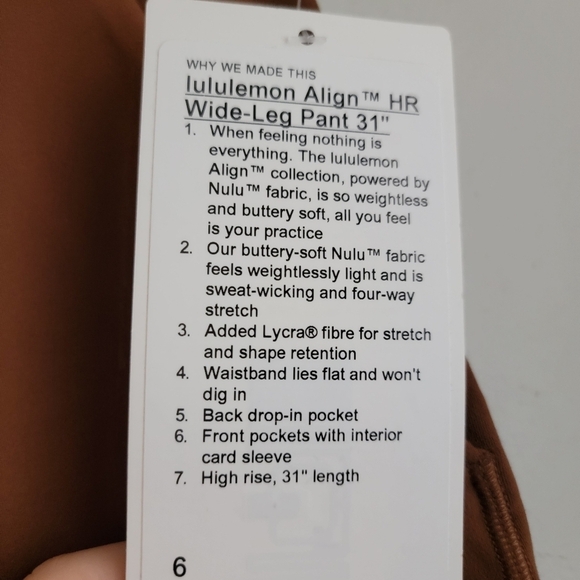 WHY WE MADE THIS
lululemon Align™ HR
Wide-Leg Pant 31"
1. When feeling nothing is
everything. The lululemon
Align™ collection, powered by
Nulu™ fabric, is so weightless
and buttery soft, all you feel
is your practice
2. Our buttery-soft Nulu™ fabric
feels weightlessly light and is
sweat-wicking and four-way
stretch
3. Added Lycra® fibre for stretch
and shape retention
4. Waistband lies flat and won't
dig in
5. Back drop-in pocket
6. Front pockets with interior
card sleeve
7. High rise, 31" length
6